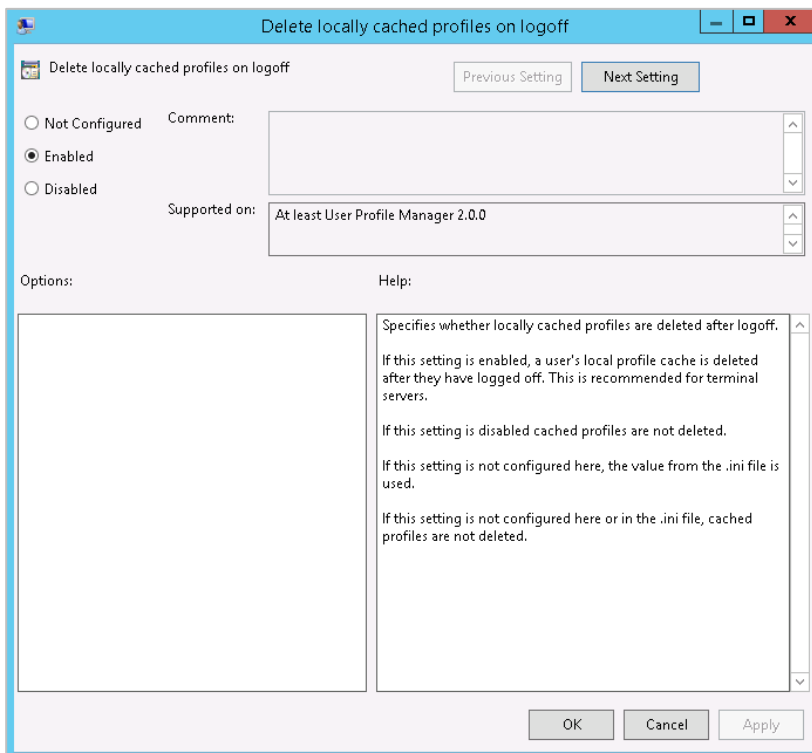 Delete locally cached profiles on logoff
Delete locally cached profiles on logoff
Previous Setting
Next Setting
Not Configured
Enabled
Disabled
Comment:
Supported on:
At least User Profile Manager 2.0.0
Options:
Help:
Specifies whether locally cached profiles are deleted after logoff.
If this setting is enabled, a user's local profile cache is deleted
after they have logged off. This is recommended for terminal
servers.
If this setting is disabled cached profiles are not deleted.
If this setting is not configured here, the value from the .ini file is
used.
If this setting is not configured here or in the .ini file, cached
profiles are not deleted.
OK
Cancel
Apply